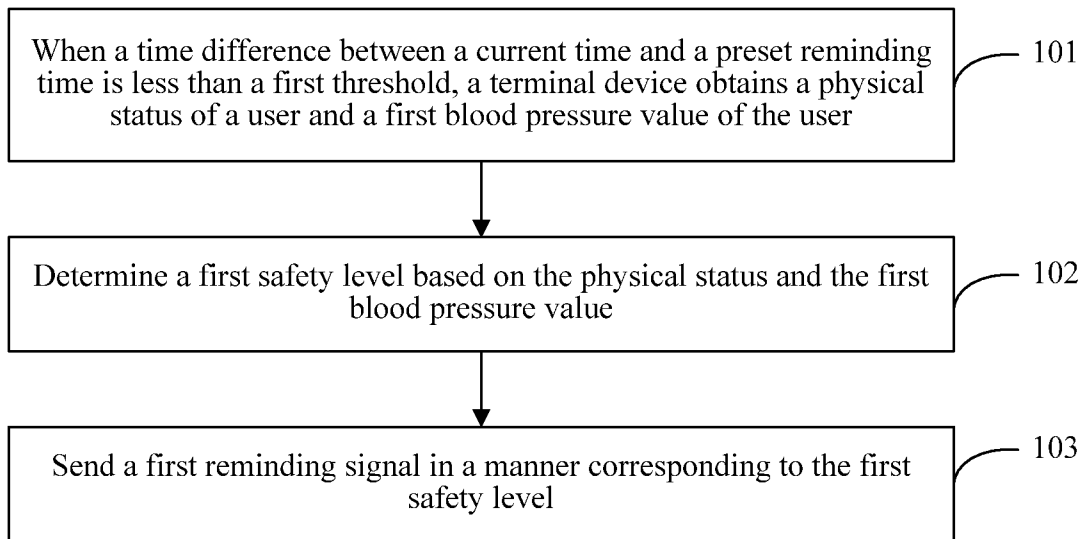 When a time difference between a current time and a preset reminding
time is less than a first threshold, a terminal device obtains a physical
status of a user and a first blood pressure value of the user
101
Determine a first safety level based on the physical status and the first
blood pressure value
102
Send a first reminding signal in a manner corresponding to the first
safety level
103